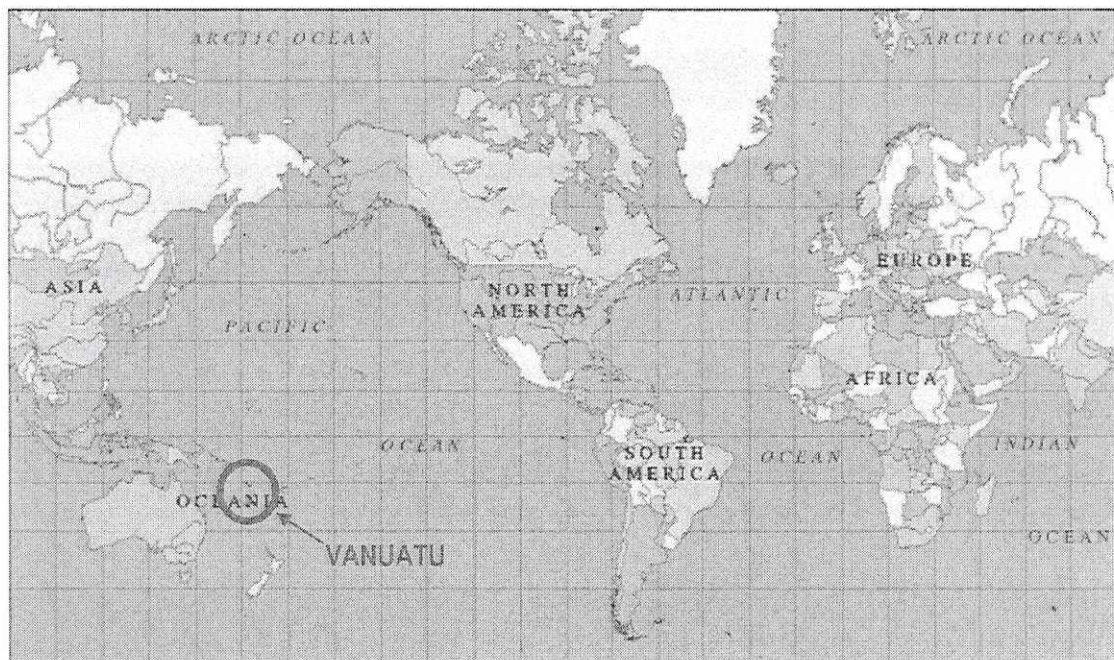 ARCTIC OCEAN
ARCTIC OCEAN
ASIA
NORTH
AMERICA
EUROPE
ATLANTIC
PACIFIC
AFRICA
OCEAN
SOUTH
AMERICA
OCEAN
INDIAN
OCEANIA
OCEAN
VANUATU